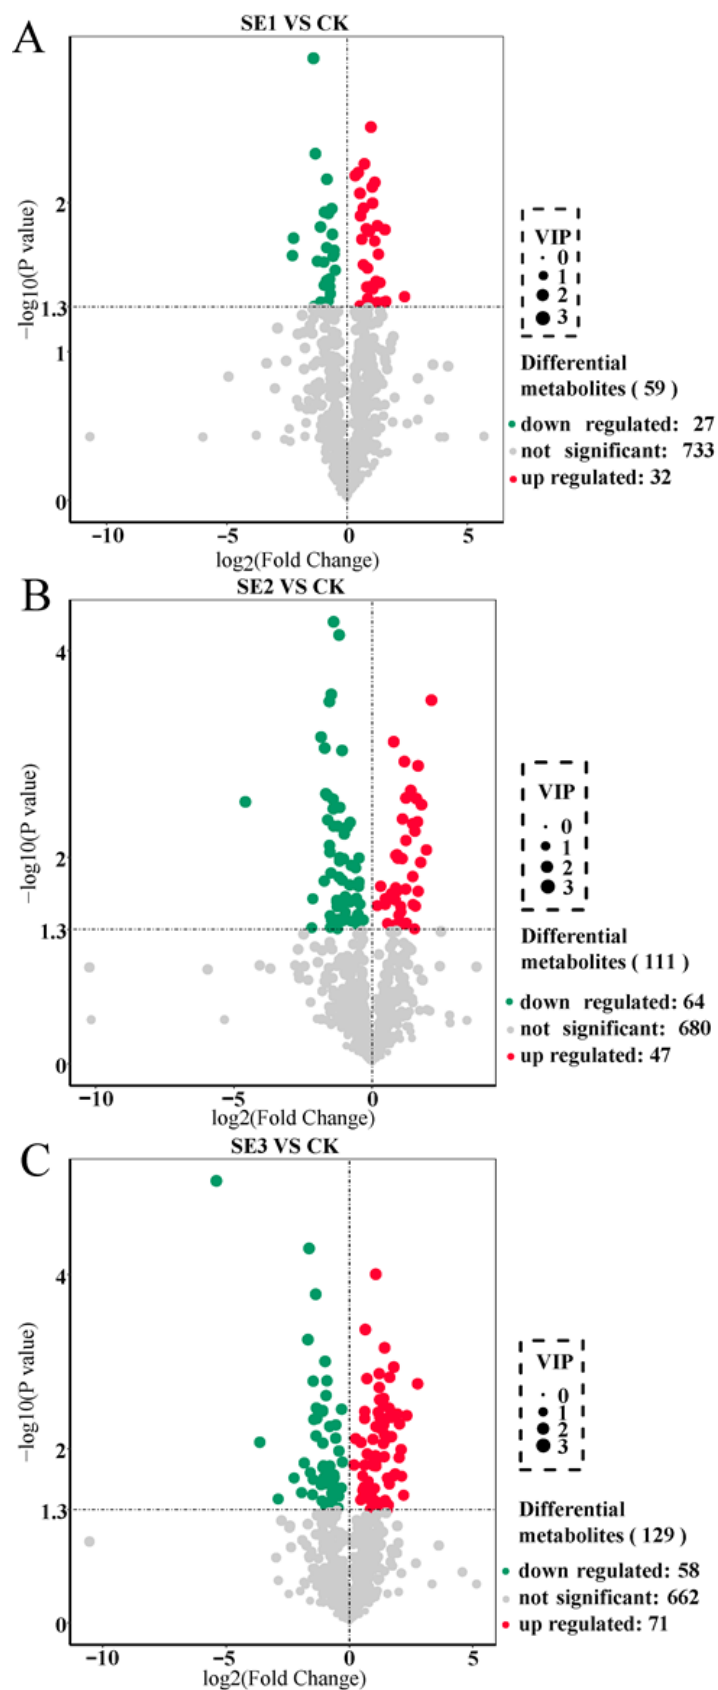 A
SE1 VS CK
−log10(P value)
2
1.3
1
0
−10
−5
0
5
log2(Fold Change)
VIP
0
1
2
3
Differential
metabolites ( 59 )
down regulated: 27
not significant: 733
up regulated: 32
B
SE2 VS CK
−log10(P value)
4
2
1.3
0
−10
−5
0
log2(Fold Change)
VIP
0
1
2
3
Differential
metabolites ( 111 )
down regulated: 64
not significant: 680
up regulated: 47
C
SE3 VS CK
−log10(P value)
4
2
1.3
0
−10
−5
0
5
log2(Fold Change)
VIP
0
1
2
3
Differential
metabolites ( 129 )
down regulated: 58
not significant: 662
up regulated: 71